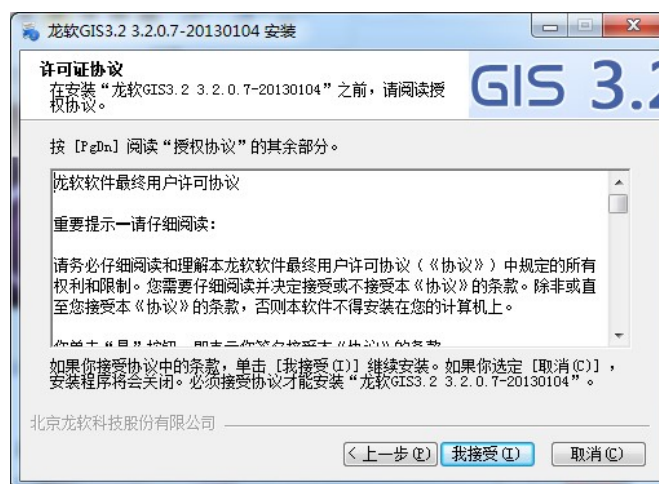 龙软GIS3.2 3.2.0.7-20130104 安装
许可证协议
在安装“龙软GIS3.2 3.2.0.7-20130104”之前，请阅读授
权协议。
GIS 3.2
按 [PgDn] 阅读“授权协议”的其余部分。
龙软软件最终用户许可协议
重要提示—请仔细阅读：
请务必仔细阅读和理解本龙软软件最终用户许可协议（《协议》）中规定的所有
权利和限制。您需要仔细阅读并决定接受或不接受本《协议》的条款。除非或直
至您接受本《协议》的条款，否则本软件不得安装在您的计算机上。
如果你接受协议中的条款，单击 [我接受(I)] 继续安装。如果你选定 [取消(C)] ，
安装程序将会关闭。必须接受协议才能安装“龙软GIS3.2 3.2.0.7-20130104”。
北京龙软科技股份有限公司
< 上一步(P)
我接受(I)
取消(C)